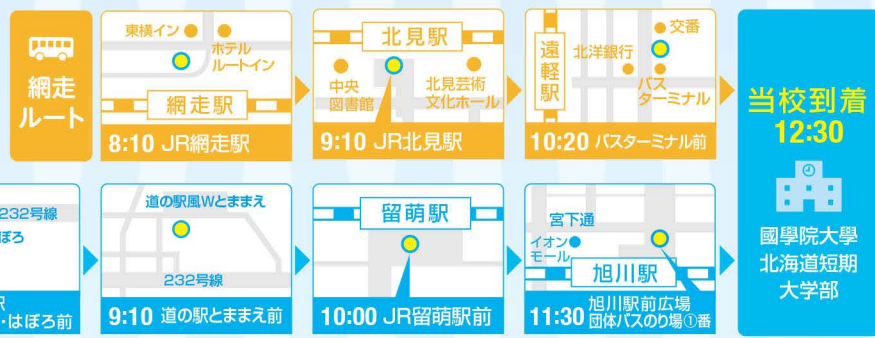 網走
ルート
東横イン
ホテル
ルートイン
網走駅
8:10 JR網走駅
北見駅
中央
図書館
北見芸術
文化ホール
9:10 JR北見駅
遠軽駅
交番
北洋銀行
バス
ターミナル
10:20 バスターミナル前
当校到着
12:30
國學院大學
北海道短期
大学部
232号線
ぼろ
駅
・はぼろ前
道の駅風Wとままえ
232号線
9:10 道の駅とままえ前
留萌駅
10:00 JR留萌駅前
宮下通
イオン
モール
旭川駅
11:30 旭川駅前広場
団体バスのり場①番